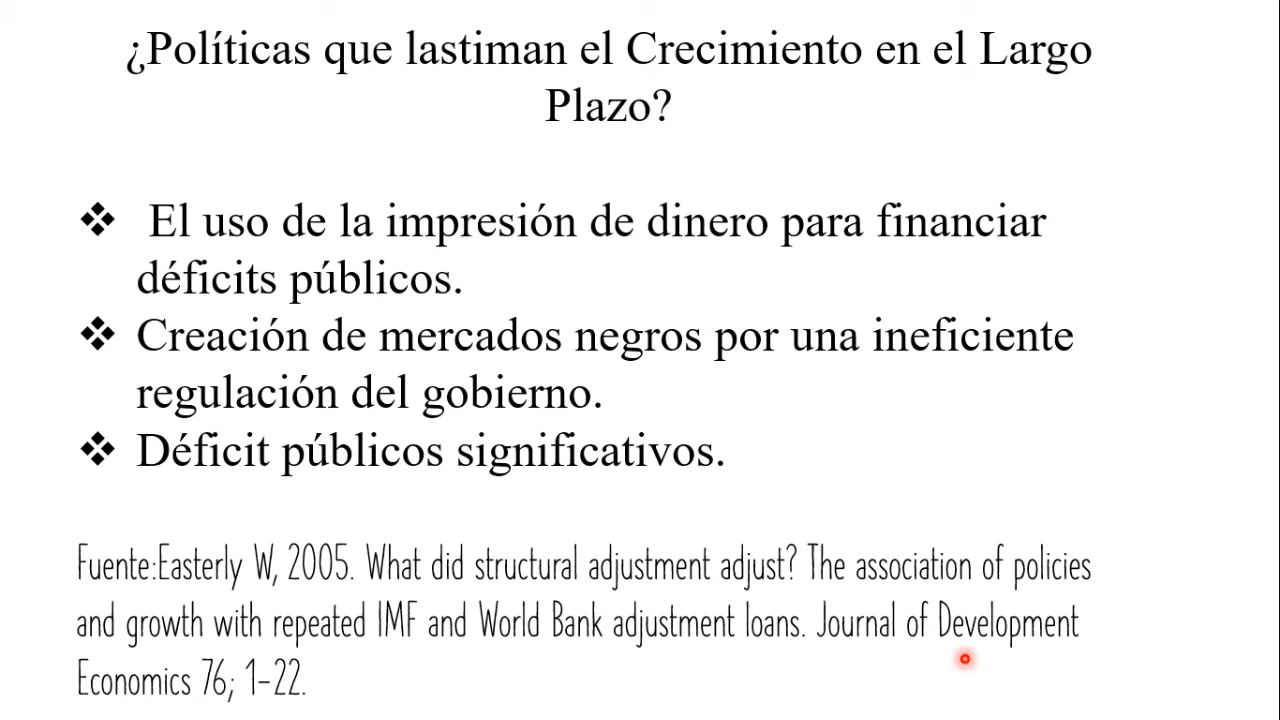 ¿Políticas que lastiman el Crecimiento en el Largo
Plazo?
❖ El uso de la impresión de dinero para financiar
déficits públicos.
❖ Creación de mercados negros por una ineficiente
regulación del gobierno.
❖ Déficit públicos significativos.
Fuente:Easterly W, 2005. What did structural adjustment adjust? The association of policies
and growth with repeated IMF and World Bank adjustment loans. Journal of Development
Economics 76; 1-22.